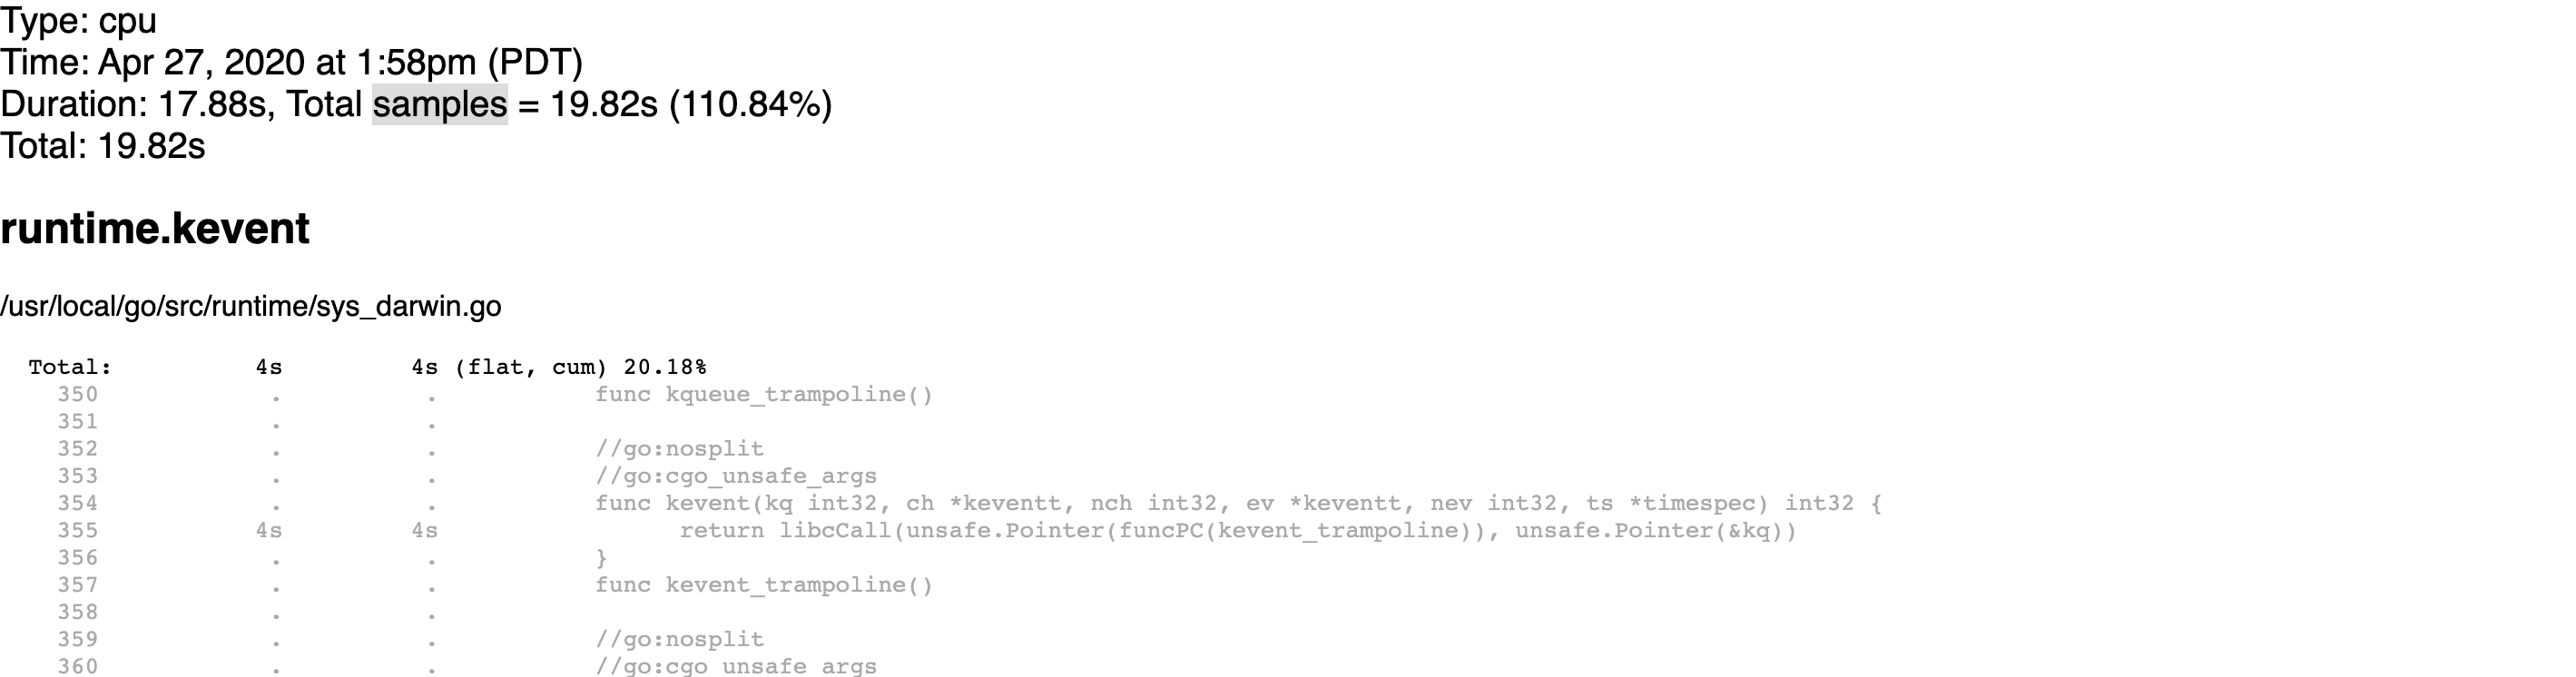 Type: cpu
Time: Apr 27, 2020 at 1:58pm (PDT)
Duration: 17.88s, Total samples = 19.82s (110.84%)
Total: 19.82s
runtime.kevent
/usr/local/go/src/runtime/sys_darwin.go
Total: 4s 4s (flat, cum) 20.18%
350 . . func kqueue_trampoline()
351 . .
352 . . //go:nosplit
353 . . //go:cgo_unsafe_args
354 . . func kevent(kq int32, ch *keventt, nch int32, ev *keventt, nev int32, ts *timespec) int32 {
355 4s 4s return libcCall(unsafe.Pointer(funcPC(kevent_trampoline)), unsafe.Pointer(&kq))
356 . . }
357 . . func kevent_trampoline()
358 . .
359 . . //go:nosplit
360 . . //go:cgo unsafe args